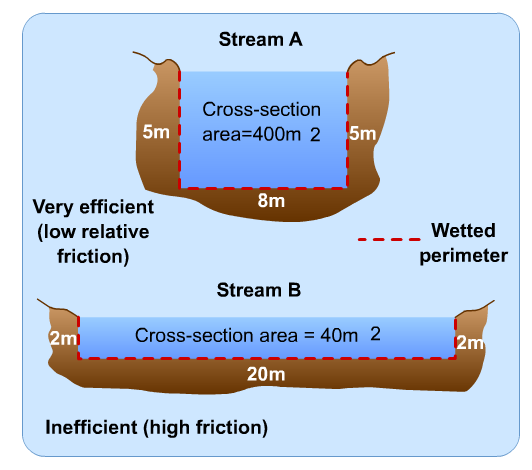 Stream A
Cross-section
area=400m 2
5m
5m
8m
Very efficient
(low relative
friction)
Wetted
perimeter
Stream B
2m
Cross-section area = 40m 2
2m
20m
Inefficient (high friction)